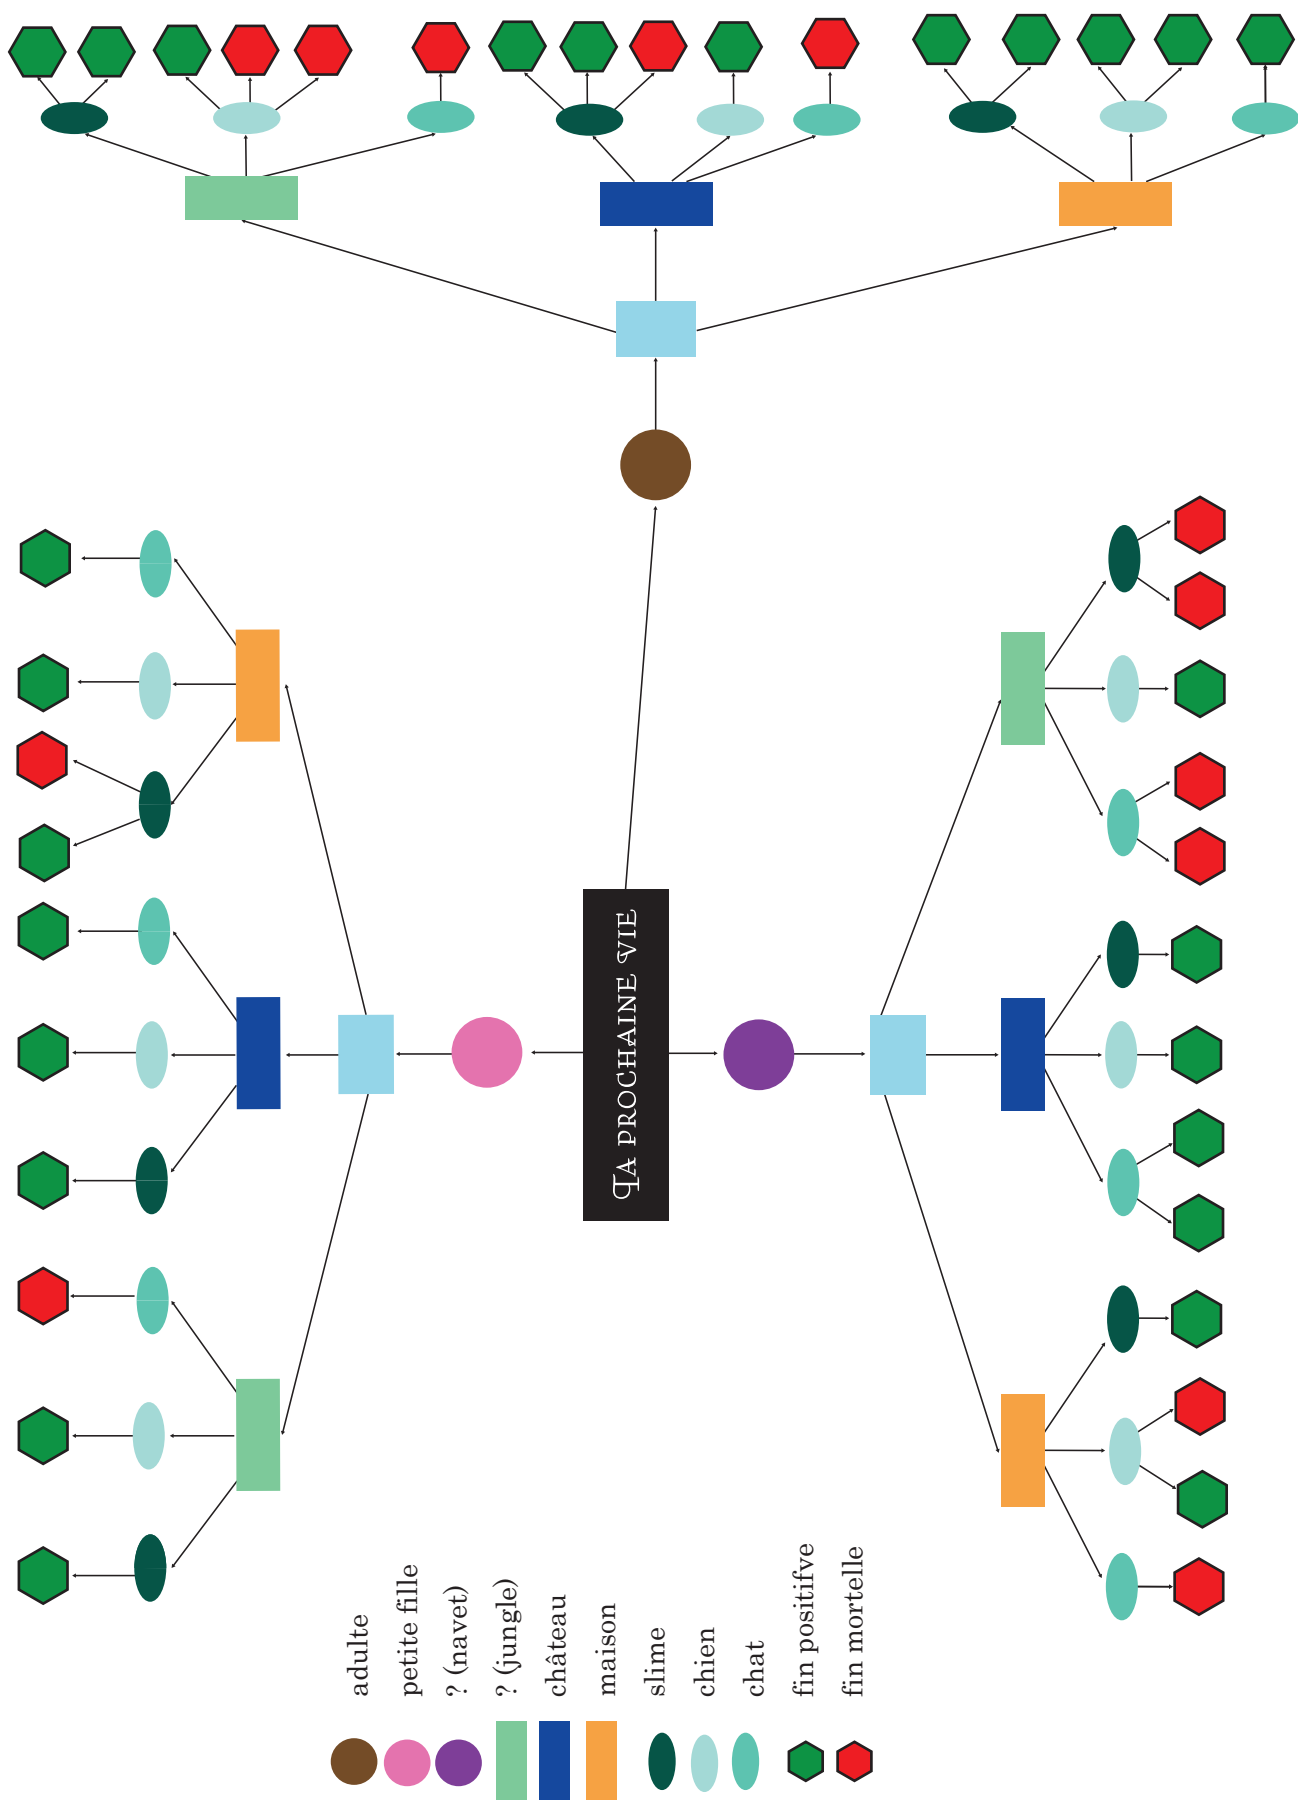 La prochaine vie
adulte
petite fille
? (navet)
? (jungle)
château
maison
slime
chien
chat
fin positifve
fin mortelle